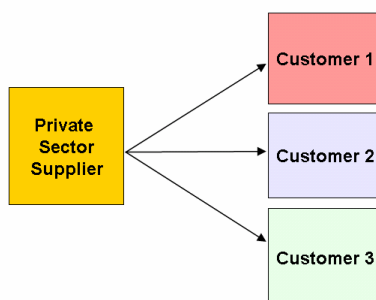 Customer 1
Private
Sector
Supplier
Customer 2
Customer 3